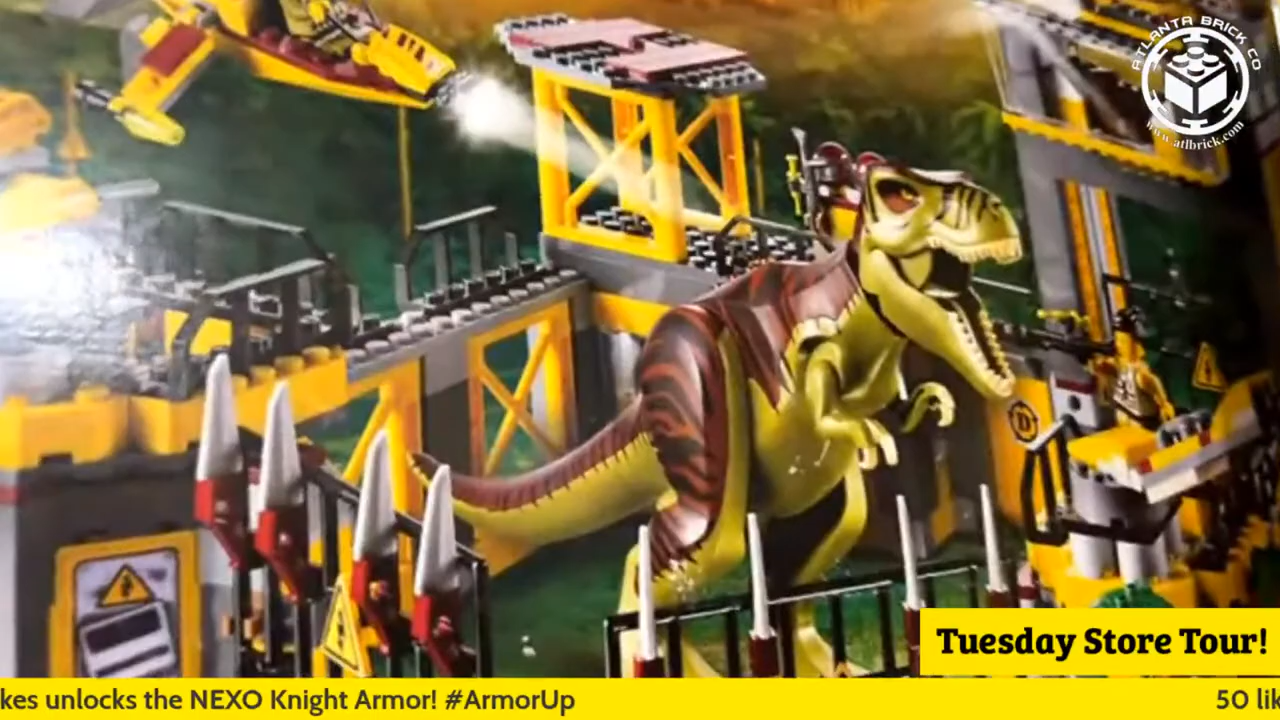 ATLANTA BRICK CO
www.atlbrick.com
D
Tuesday Store Tour!
kes unlocks the NEXO Knight Armor! #ArmorUp
50 lik